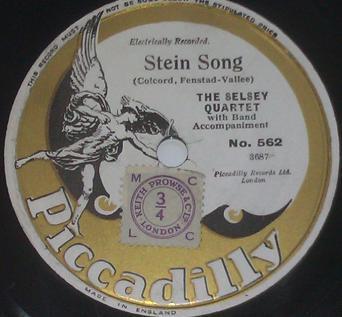 THIS RECORD MUST NOT BE SOLD BELOW THE STIPULATED PRICE
Electrically Recorded.
Stein Song
(Colcord, Fenstad-Vallee)
THE SELSEY
QUARTET
with Band
Accompaniment
No. 562
3687
Piccadilly Records Ltd.
London
M C
KEITH PROWSE & Co Ltd
3/4
LONDON
L C
Piccadilly
MADE IN ENGLAND